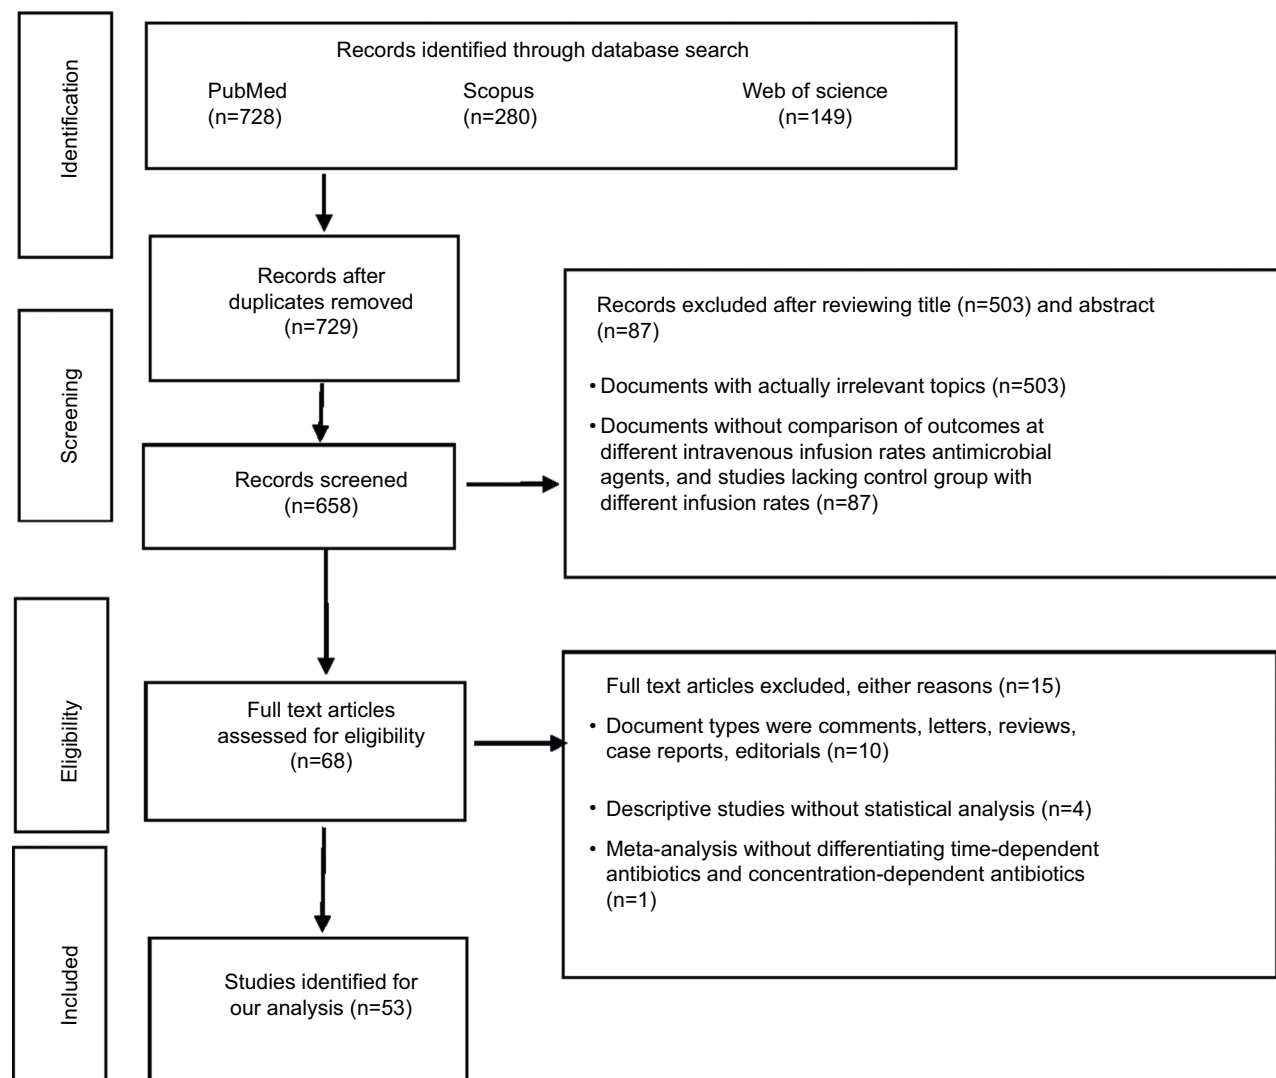 Identification
Records identified through database search
PubMed
(n=728)
Scopus
(n=280)
Web of science
(n=149)
Records after
duplicates removed
(n=729)
Screening
Records screened
(n=658)
Records excluded after reviewing title (n=503) and abstract
(n=87)
• Documents with actually irrelevant topics (n=503)
• Documents without comparison of outcomes at
different intravenous infusion rates antimicrobial
agents, and studies lacking control group with
different infusion rates (n=87)
Eligibility
Full text articles
assessed for eligibility
(n=68)
Full text articles excluded, either reasons (n=15)
• Document types were comments, letters, reviews,
case reports, editorials (n=10)
• Descriptive studies without statistical analysis (n=4)
• Meta-analysis without differentiating time-dependent
antibiotics and concentration-dependent antibiotics
(n=1)
Included
Studies identified for
our analysis (n=53)